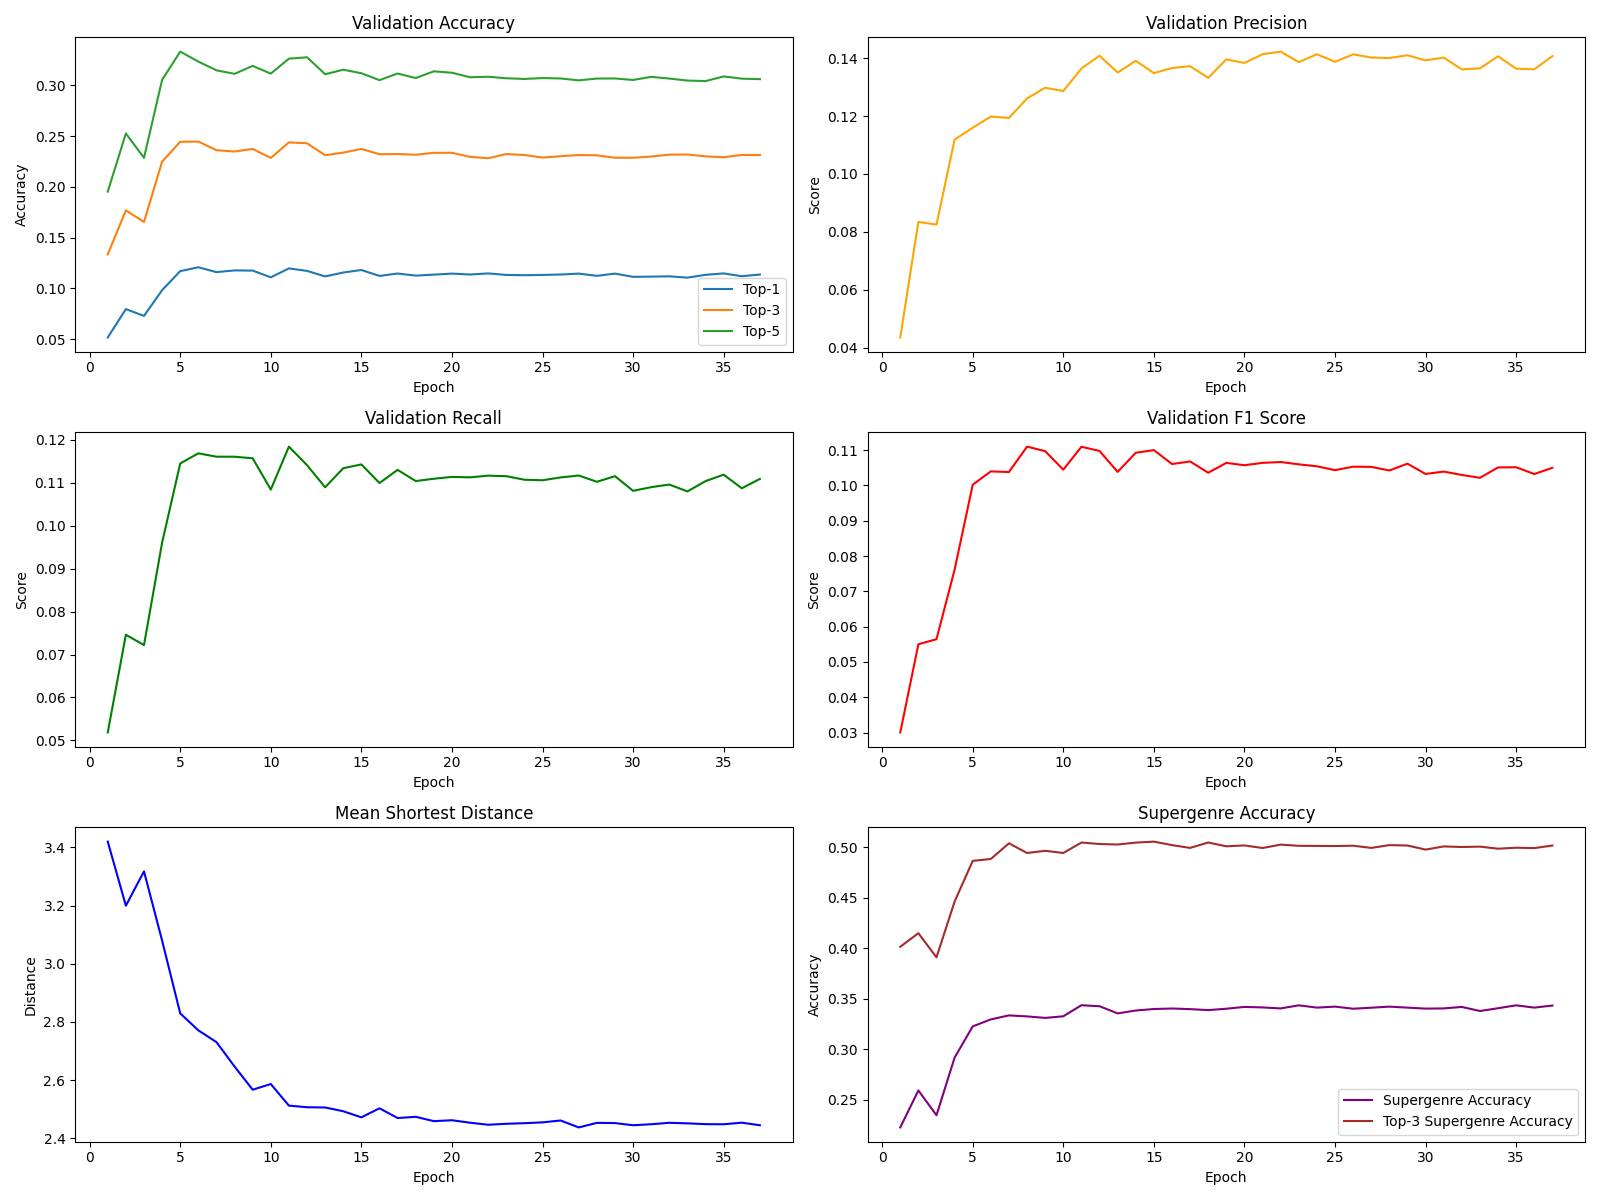 Validation Accuracy
Accuracy
0.30
0.25
0.20
0.15
0.10
0.05
Top-1
Top-3
Top-5
0 5 10 15 20 25 30 35
Epoch
Validation Precision
Score
0.14
0.12
0.10
0.08
0.06
0.04
0 5 10 15 20 25 30 35
Epoch
Validation Recall
Score
0.12
0.11
0.10
0.09
0.08
0.07
0.06
0.05
0 5 10 15 20 25 30 35
Epoch
Validation F1 Score
Score
0.11
0.10
0.09
0.08
0.07
0.06
0.05
0.04
0.03
0 5 10 15 20 25 30 35
Epoch
Mean Shortest Distance
Distance
3.4
3.2
3.0
2.8
2.6
2.4
0 5 10 15 20 25 30 35
Epoch
Supergenre Accuracy
Accuracy
0.50
0.45
0.40
0.35
0.30
0.25
Supergenre Accuracy
Top-3 Supergenre Accuracy
0 5 10 15 20 25 30 35
Epoch